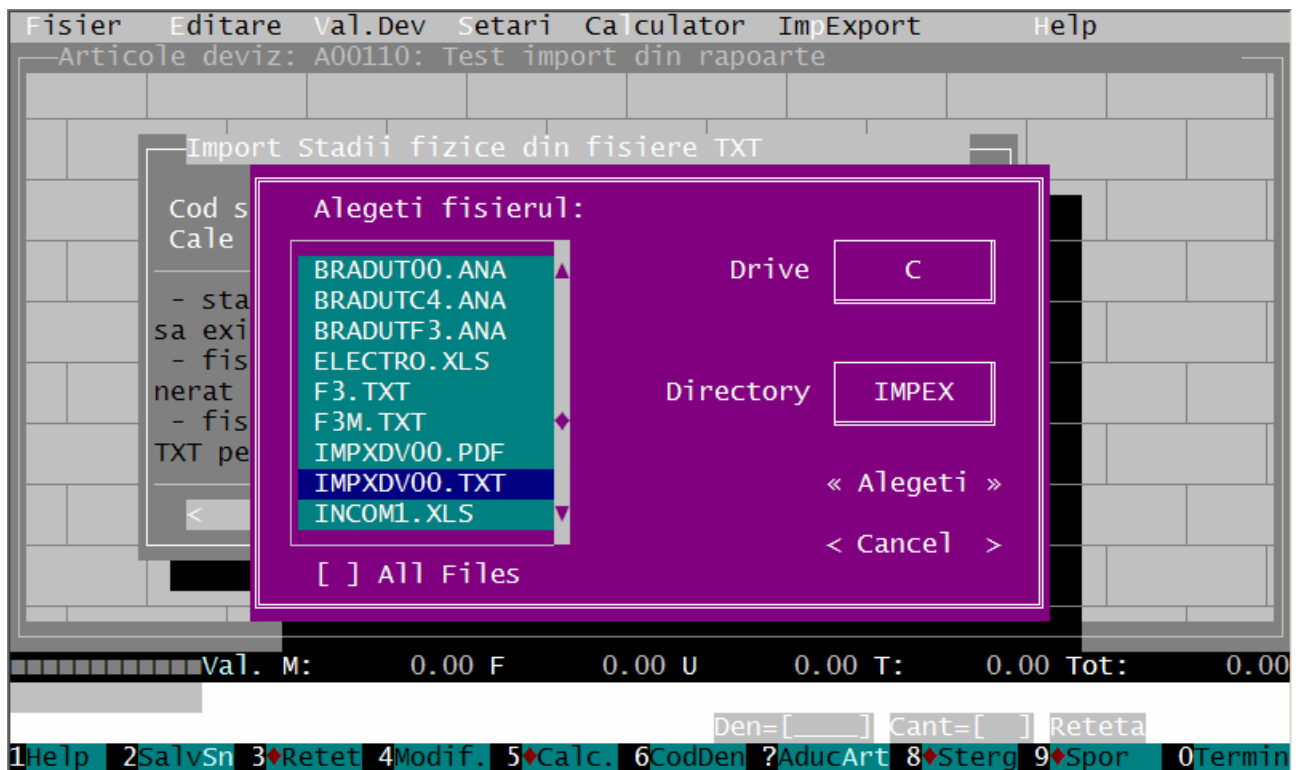 Fisier Editare Val.Dev Setari Calculator ImpExport Help
Articole deviz: A00110: Test import din rapoarte
Import Stadii fizice din fisiere TXT
Cod s
Cale
- sta
sa exi
- fis
nerat
- fis
TXT pe
<
Alegeti fisierul:
BRADUT00.ANA
BRADUTC4.ANA
BRADUTF3.ANA
ELECTRO.XLS
F3.TXT
F3M.TXT
IMPXDV00.PDF
IMPXDV00.TXT
INCOM1.XLS
[ ] All Files
Drive C
Directory IMPEX
« Alegeti »
< Cancel >
Val. M: 0.00 F 0.00 U 0.00 T: 0.00 Tot: 0.00
Den=[____] Cant=[ ] Reteta
1Help 2SalvSn 3♦Retet 4Modif. 5♦Calc. 6CodDen ?AducArt 8♦Sterg 9♦Spor 0Termin